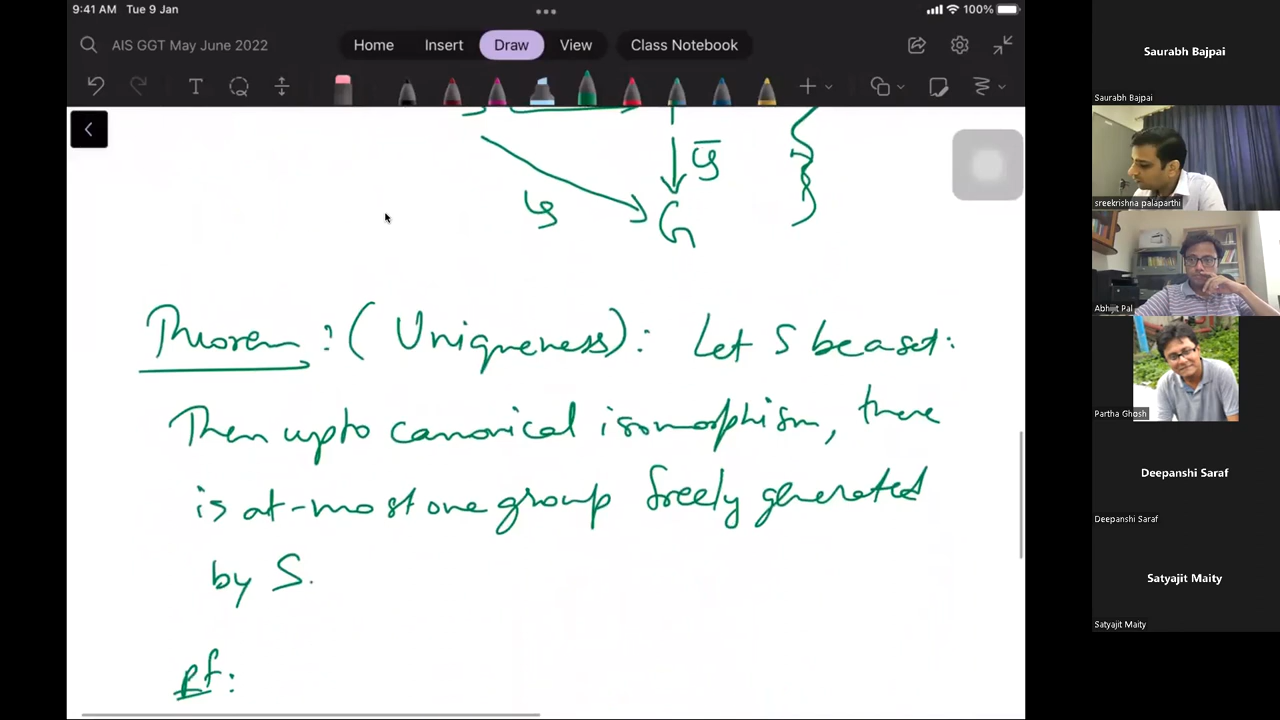 9:41 AM Tue 9 Jan
100%
AIS GGT May June 2022
Home Insert Draw View Class Notebook
T
φ̄
φ
G
Theorem : (Uniqueness) : Let S be a set.
Then upto canonical isomorphism, there
is at-most one group freely generated
by S.
Pf:
Saurabh Bajpai
Saurabh Bajpai
sreekrishna palaparthi
Abhijit Pal
Partha Ghosh
Deepanshi Saraf
Deepanshi Saraf
Satyajit Maity
Satyajit Maity